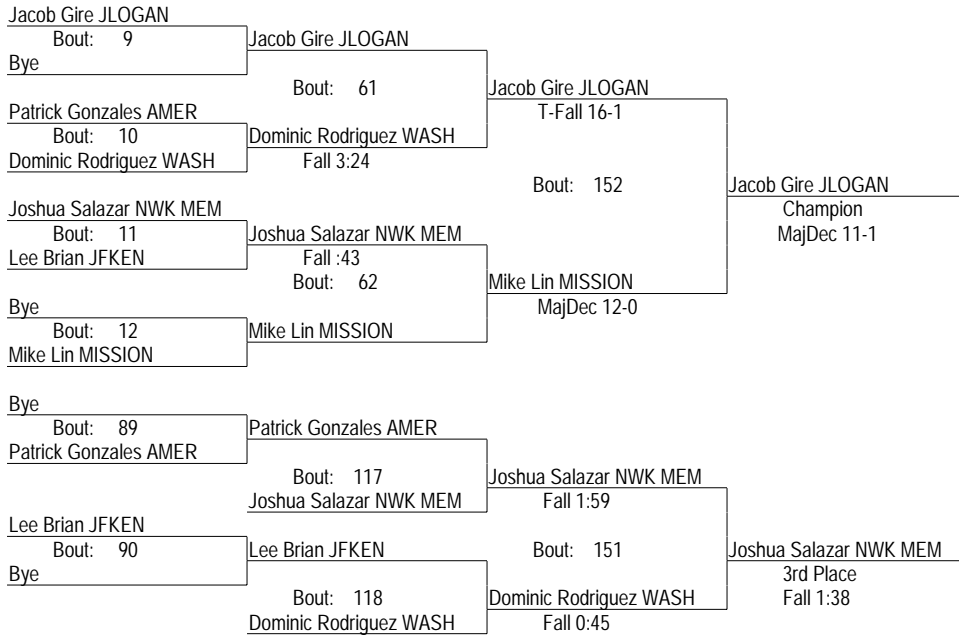 Jacob Gire JLOGAN
Bout: 9
Jacob Gire JLOGAN
Bye
Bout: 61
Jacob Gire JLOGAN
Patrick Gonzales AMER
T-Fall 16-1
Bout: 10
Dominic Rodriguez WASH
Dominic Rodriguez WASH
Fall 3:24
Bout: 152
Jacob Gire JLOGAN
Joshua Salazar NWK MEM
Champion
Bout: 11
Joshua Salazar NWK MEM
MajDec 11-1
Lee Brian JFKEN
Fall :43
Bout: 62
Mike Lin MISSION
Bye
MajDec 12-0
Bout: 12
Mike Lin MISSION
Mike Lin MISSION
Bye
Bout: 89
Patrick Gonzales AMER
Patrick Gonzales AMER
Bout: 117
Joshua Salazar NWK MEM
Joshua Salazar NWK MEM
Fall 1:59
Lee Brian JFKEN
Bout: 90
Lee Brian JFKEN
Bout: 151
Joshua Salazar NWK MEM
Bye
3rd Place
Bout: 118
Dominic Rodriguez WASH
Fall 1:38
Dominic Rodriguez WASH
Fall 0:45